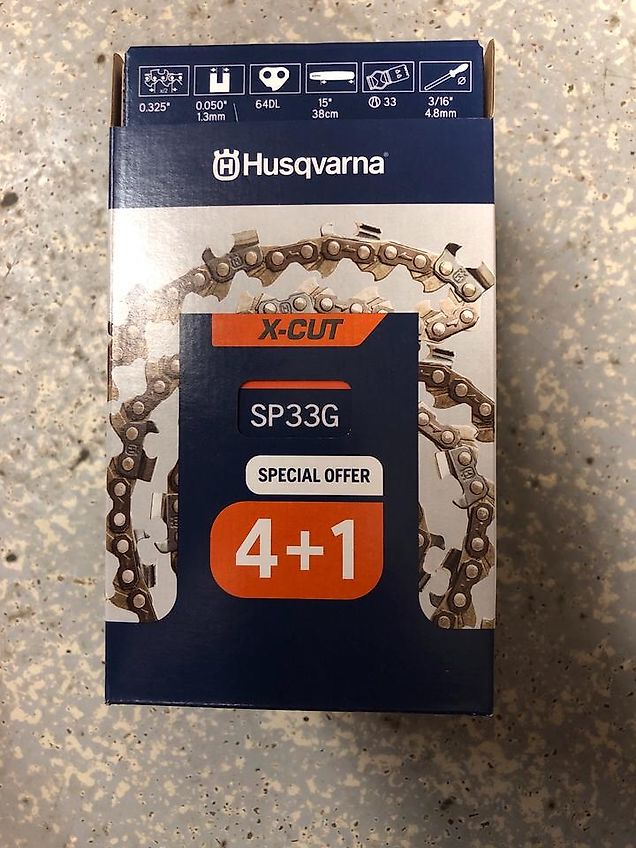 0.325" 0.050" 64DL 15" 33 3/16"
1.3mm 38cm 4.8mm
Husqvarna
X-CUT
SP33G
SPECIAL OFFER
4+1